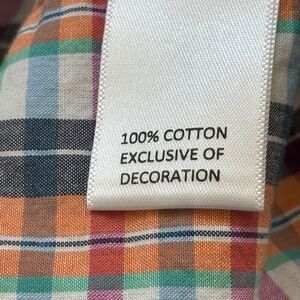 100% COTTON
EXCLUSIVE OF
DECORATION